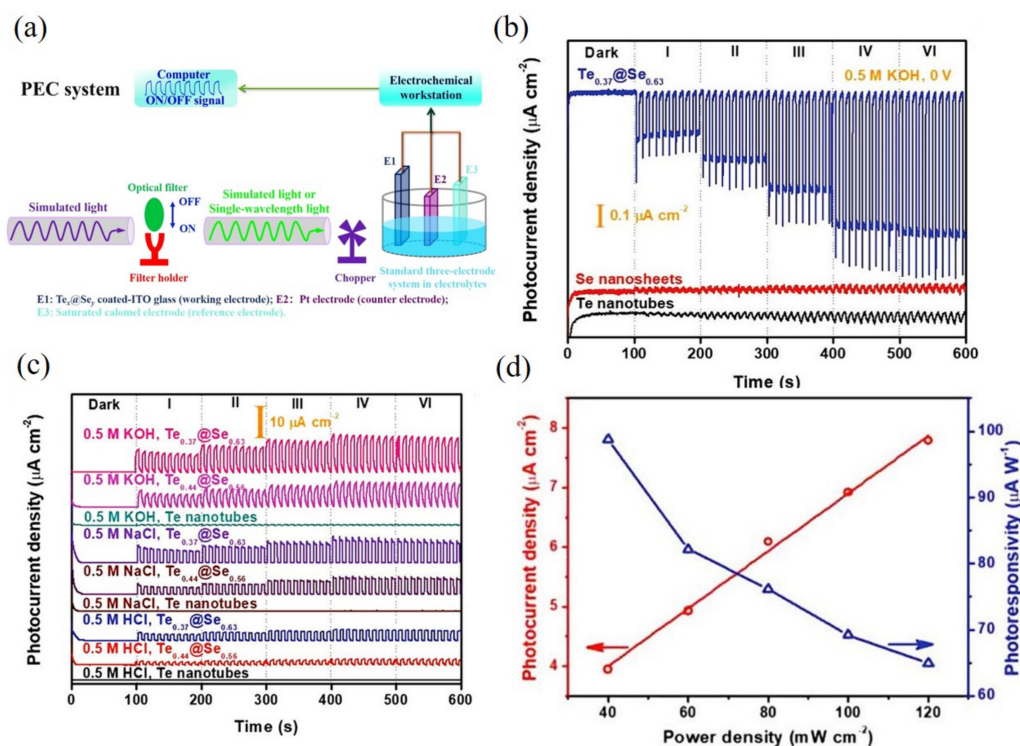 (a)
PEC system
Computer
ON/OFF signal
Electrochemical
workstation
E1
E2
E3
Simulated light
Optical filter
OFF
ON
Filter holder
Simulated light or
Single-wavelength light
Chopper
Standard three-electrode
system in electrolytes
E1: Teₓ@Seᵧ coated-ITO glass (working electrode); E2: Pt electrode (counter electrode);
E3: Saturated calomel electrode (reference electrode).
(b)
Photocurrent density (μA cm⁻²)
Dark I II III IV VI
Te₀.₃₇@Se₀.₆₃
0.5 M KOH, 0 V
0.1 μA cm⁻²
Se nanosheets
Te nanotubes
0 100 200 300 400 500 600
Time (s)
(c)
Photocurrent density (μA cm⁻²)
Dark I II III IV VI
10 μA cm⁻²
0.5 M KOH, Te₀.₃₇@Se₀.₆₃
0.5 M KOH, Te₀.₄₄@Se₀.₅₆
0.5 M KOH, Te nanotubes
0.5 M NaCl, Te₀.₃₇@Se₀.₆₃
0.5 M NaCl, Te₀.₄₄@Se₀.₅₆
0.5 M NaCl, Te nanotubes
0.5 M HCl, Te₀.₃₇@Se₀.₆₃
0.5 M HCl, Te₀.₄₄@Se₀.₅₆
0.5 M HCl, Te nanotubes
0 100 200 300 400 500 600
Time (s)
(d)
Photocurrent density (μA cm⁻²)
8
7
6
5
4
40 60 80 100 120
Power density (mW cm⁻²)
100
90
80
70
60
Photoresponsivity (μA W⁻¹)